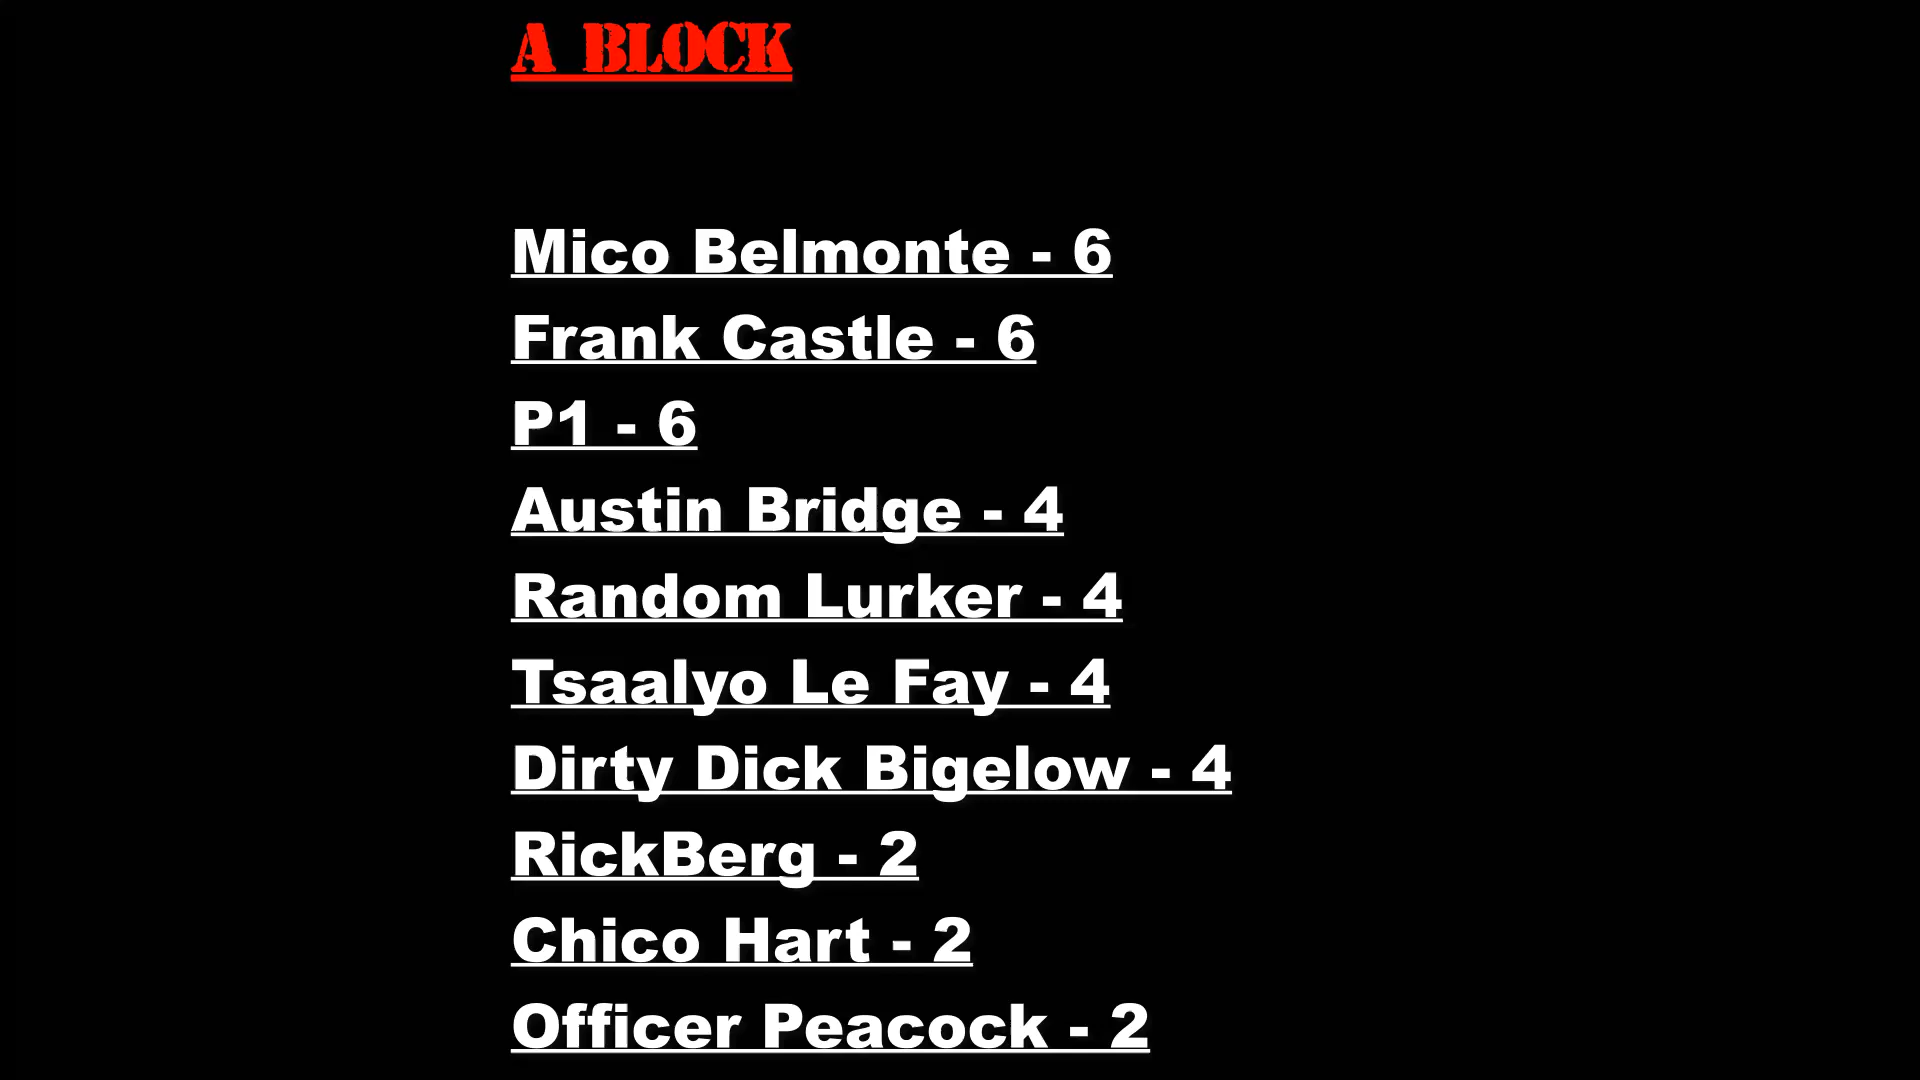 A BLOCK
Mico Belmonte - 6
Frank Castle - 6
P1 - 6
Austin Bridge - 4
Random Lurker - 4
Tsaalyo Le Fay - 4
Dirty Dick Bigelow - 4
RickBerg - 2
Chico Hart - 2
Officer Peacock - 2